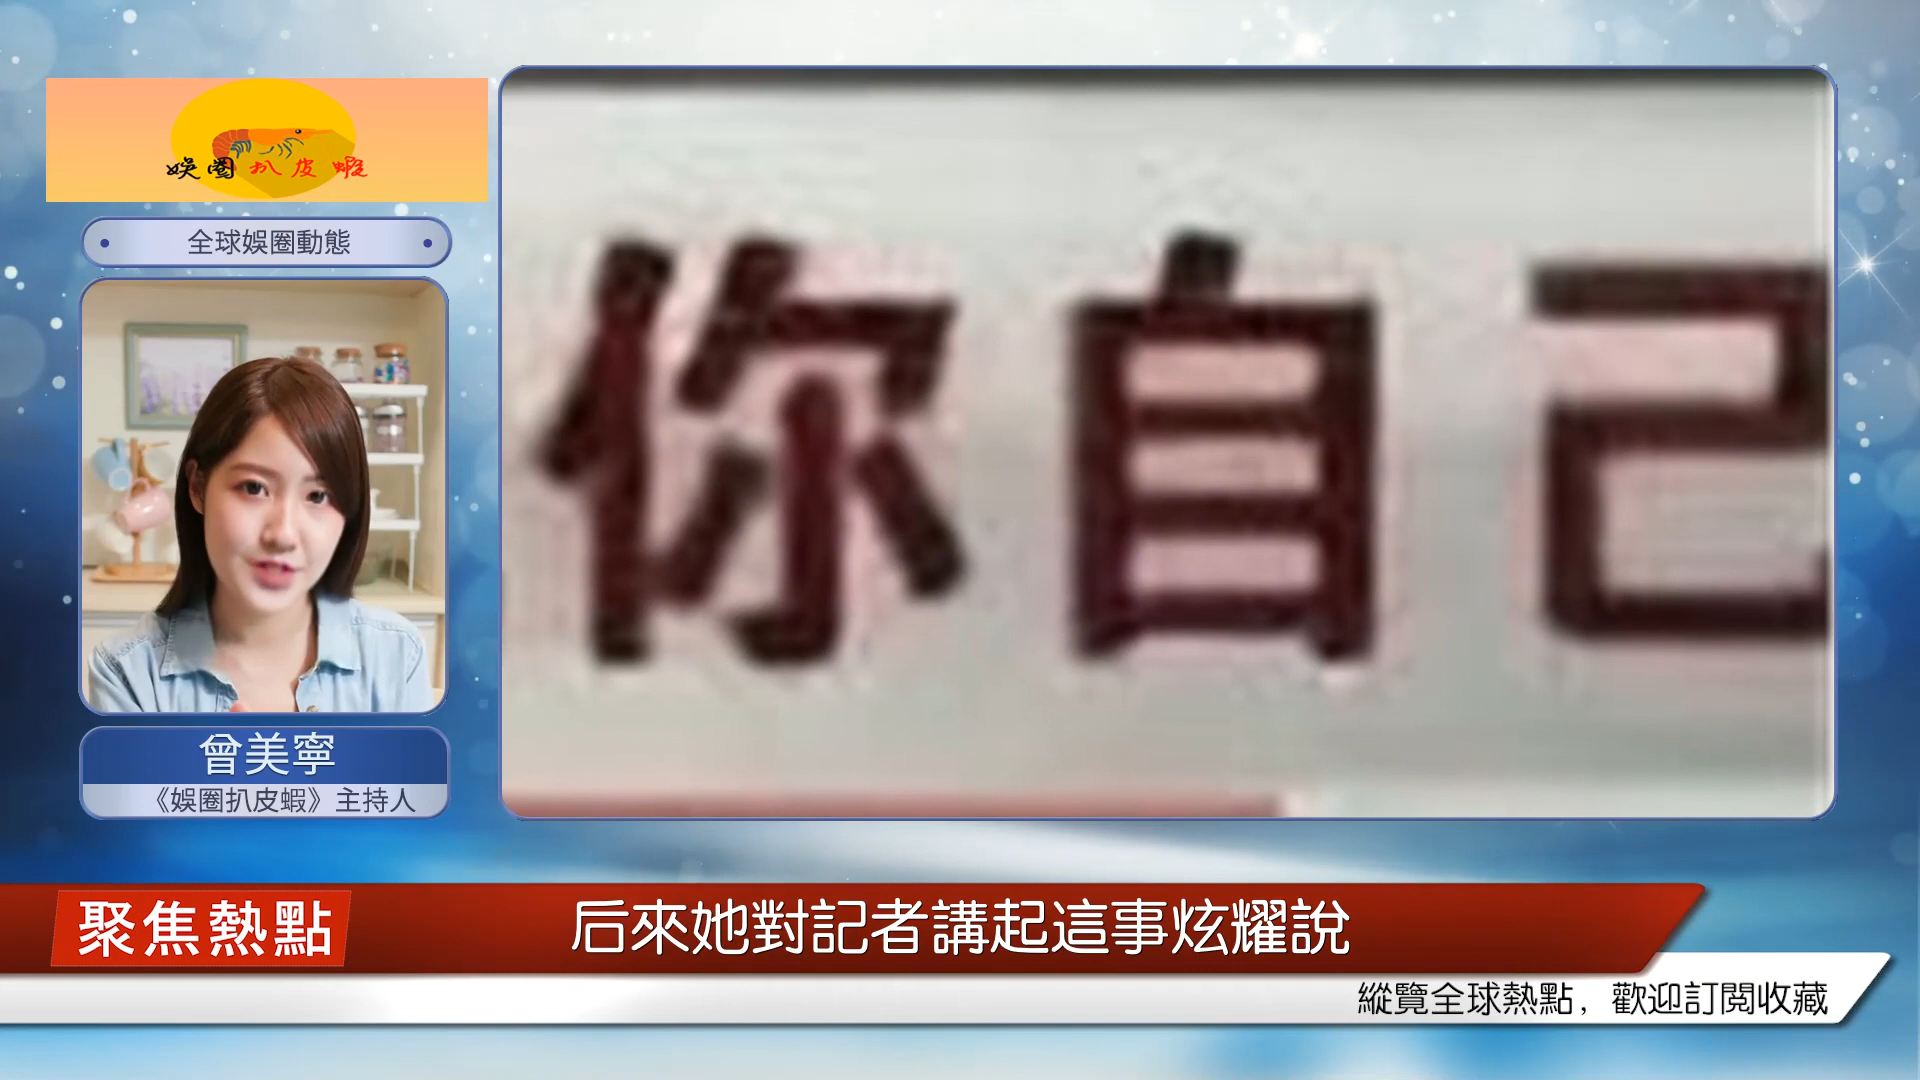 娛圈扒皮蝦
全球娛圈動態
你自己
曾美寧
《娛圈扒皮蝦》主持人
聚焦熱點
后來她對記者講起這事炫耀說
縱覽全球熱點，歡迎訂閱收藏